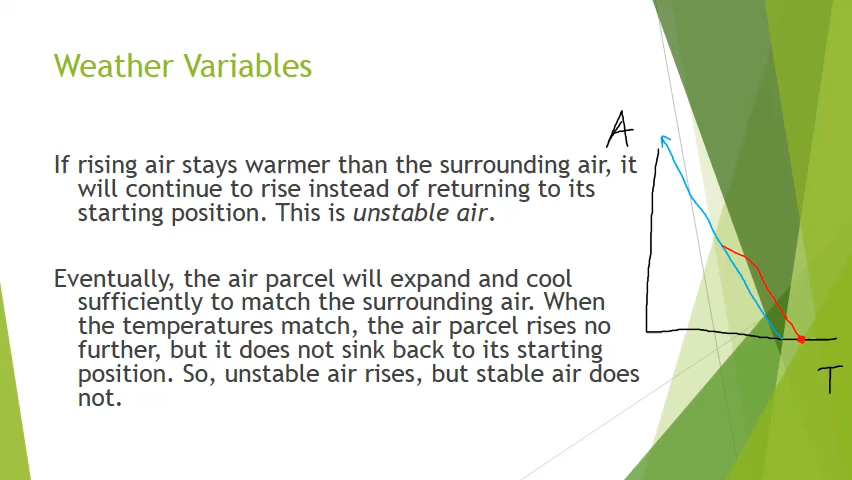 Weather Variables
A
If rising air stays warmer than the surrounding air, it
will continue to rise instead of returning to its
starting position. This is unstable air.
Eventually, the air parcel will expand and cool
sufficiently to match the surrounding air. When
the temperatures match, the air parcel rises no
further, but it does not sink back to its starting
position. So, unstable air rises, but stable air does
not.
T